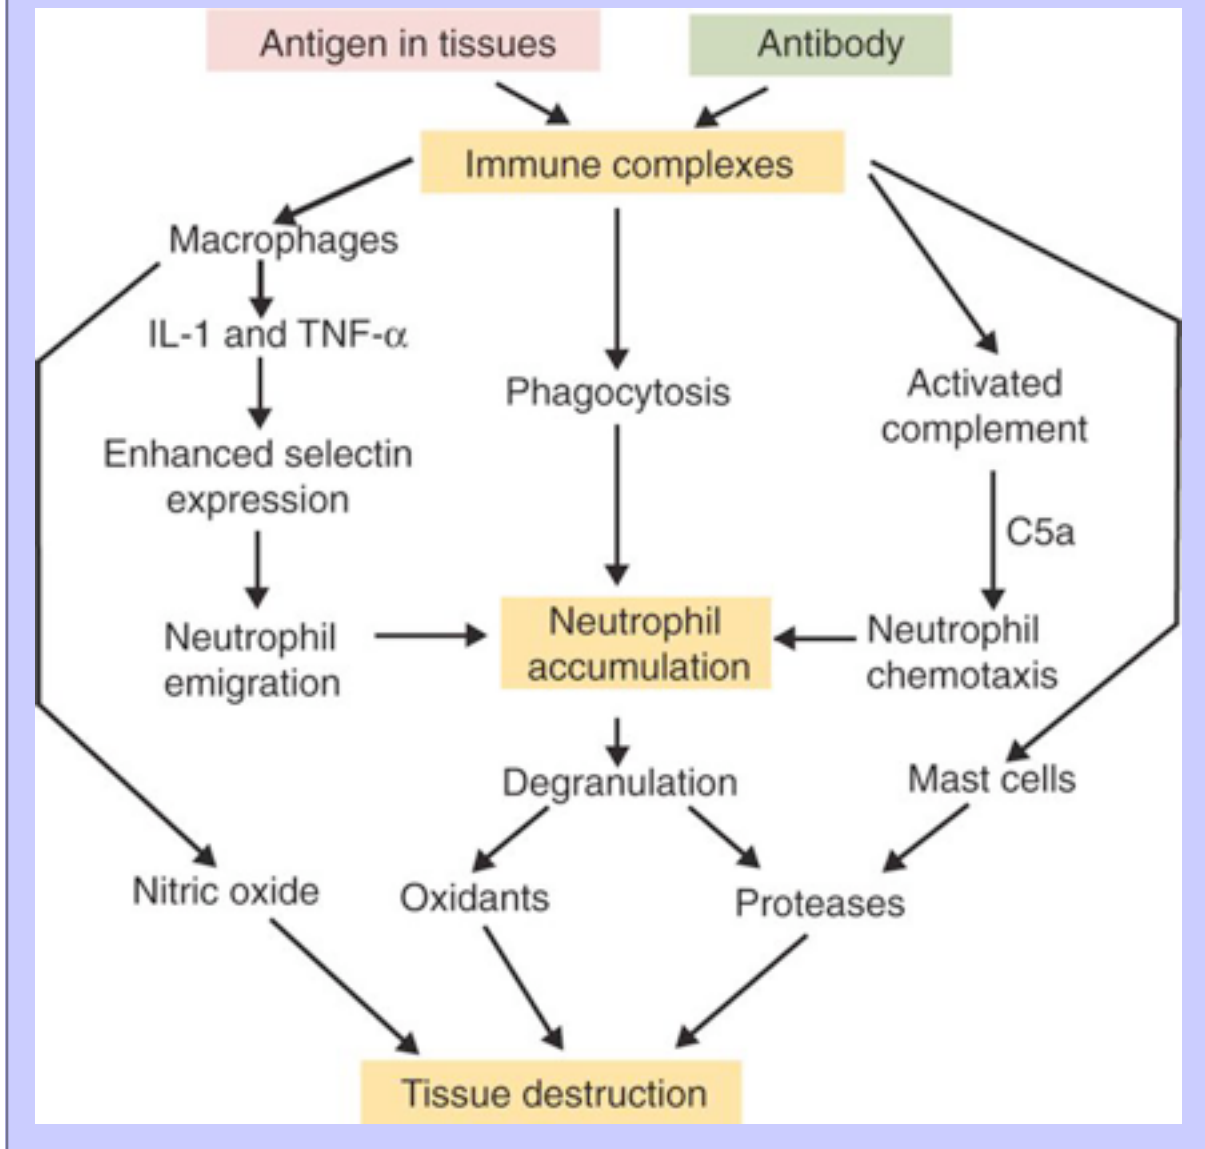 Antigen in tissues
Antibody
Immune complexes
Macrophages
IL-1 and TNF-α
Phagocytosis
Activated
complement
Enhanced selectin
expression
C5a
Neutrophil
emigration
Neutrophil
accumulation
Neutrophil
chemotaxis
Degranulation
Mast cells
Nitric oxide
Oxidants
Proteases
Tissue destruction